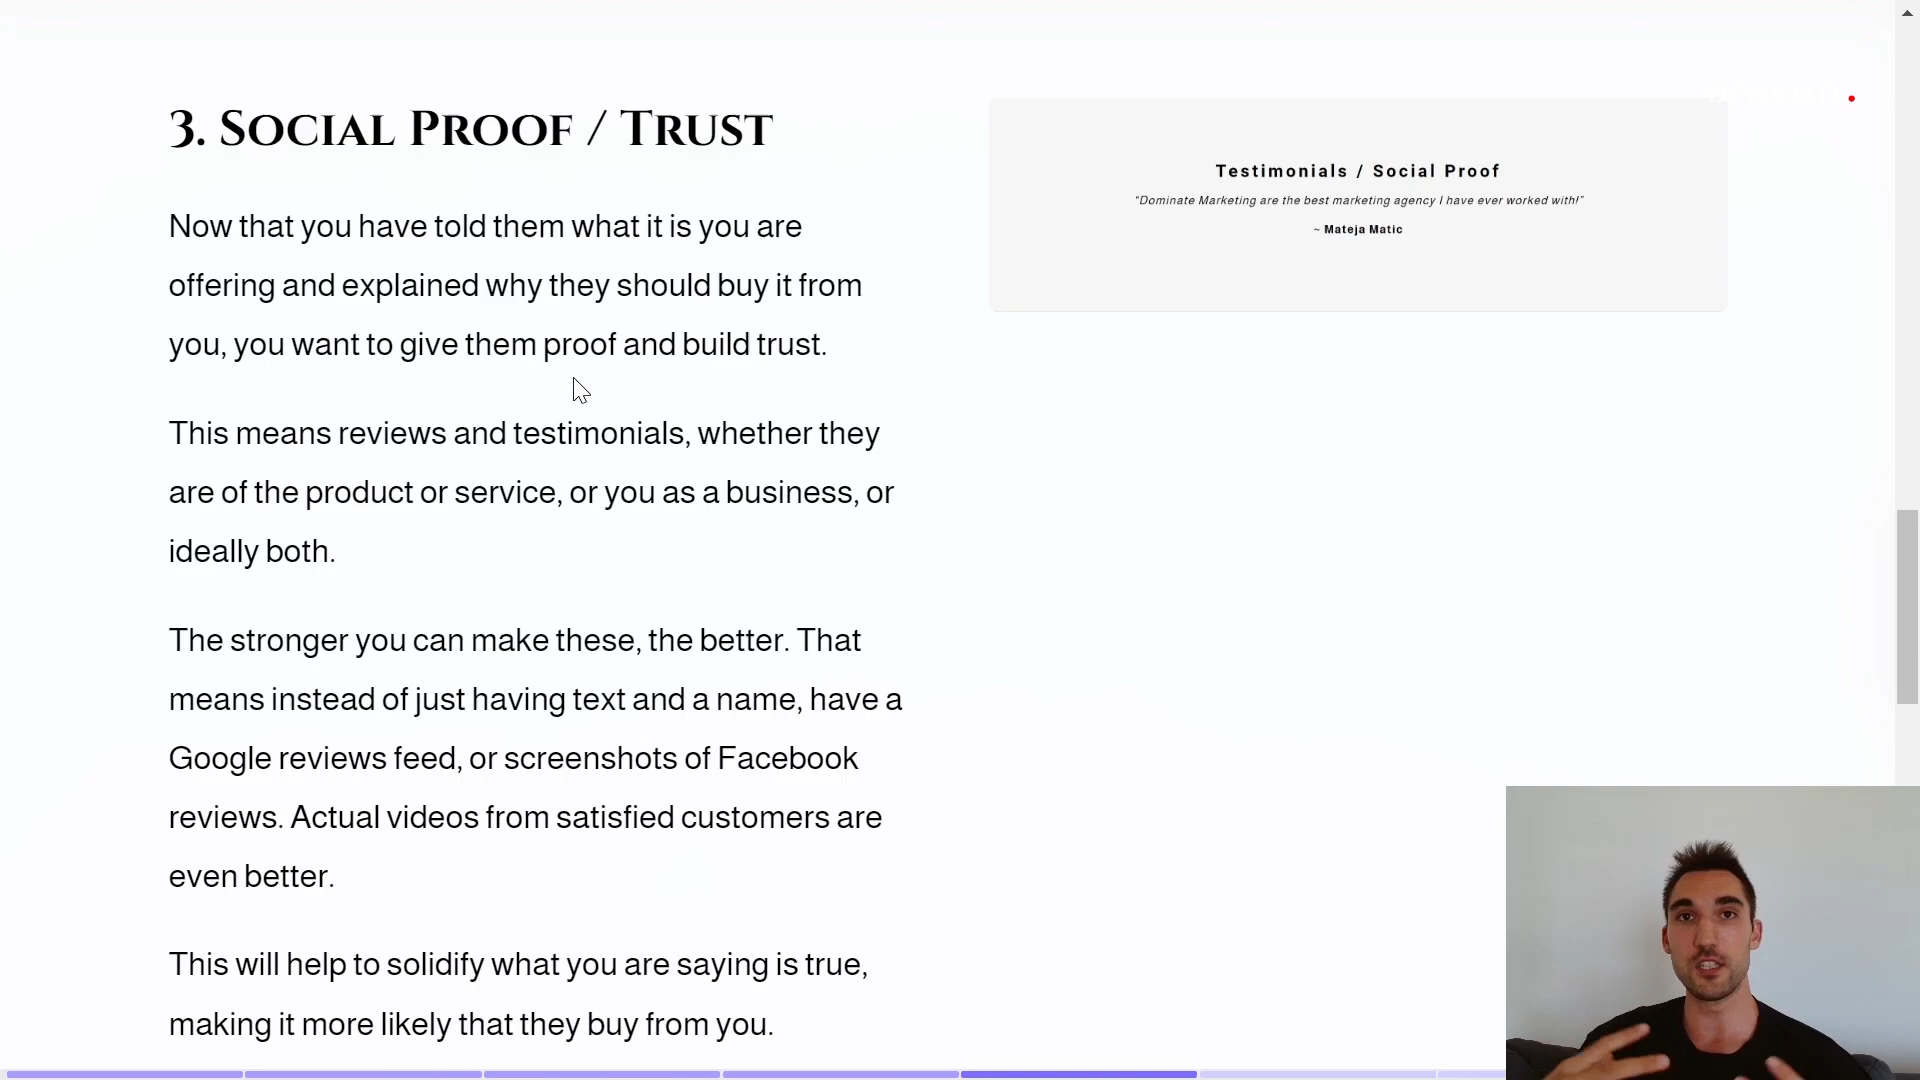 3. Social Proof / Trust
Now that you have told them what it is you are
offering and explained why they should buy it from
you, you want to give them proof and build trust.
This means reviews and testimonials, whether they
are of the product or service, or you as a business, or
ideally both.
The stronger you can make these, the better. That
means instead of just having text and a name, have a
Google reviews feed, or screenshots of Facebook
reviews. Actual videos from satisfied customers are
even better.
This will help to solidify what you are saying is true,
making it more likely that they buy from you.
Testimonials / Social Proof
"Dominate Marketing are the best marketing agency I have ever worked with!"
~ Mateja Matic